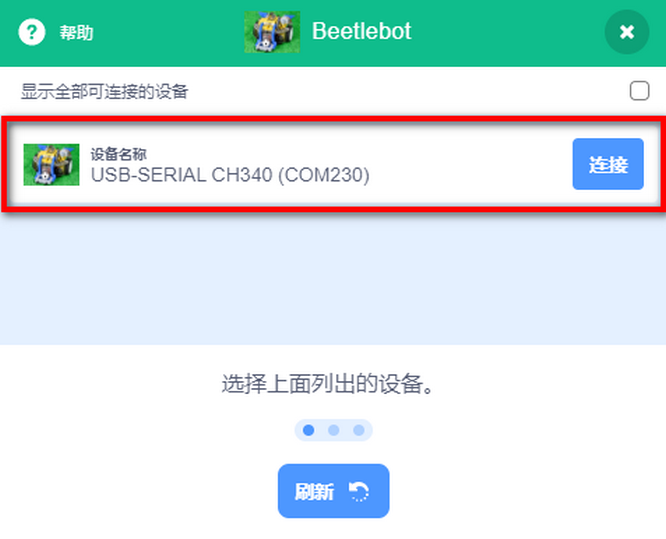 ? 帮助
Beetlebot
显示全部可连接的设备
设备名称
USB-SERIAL CH340 (COM230)
连接
选择上面列出的设备。
刷新